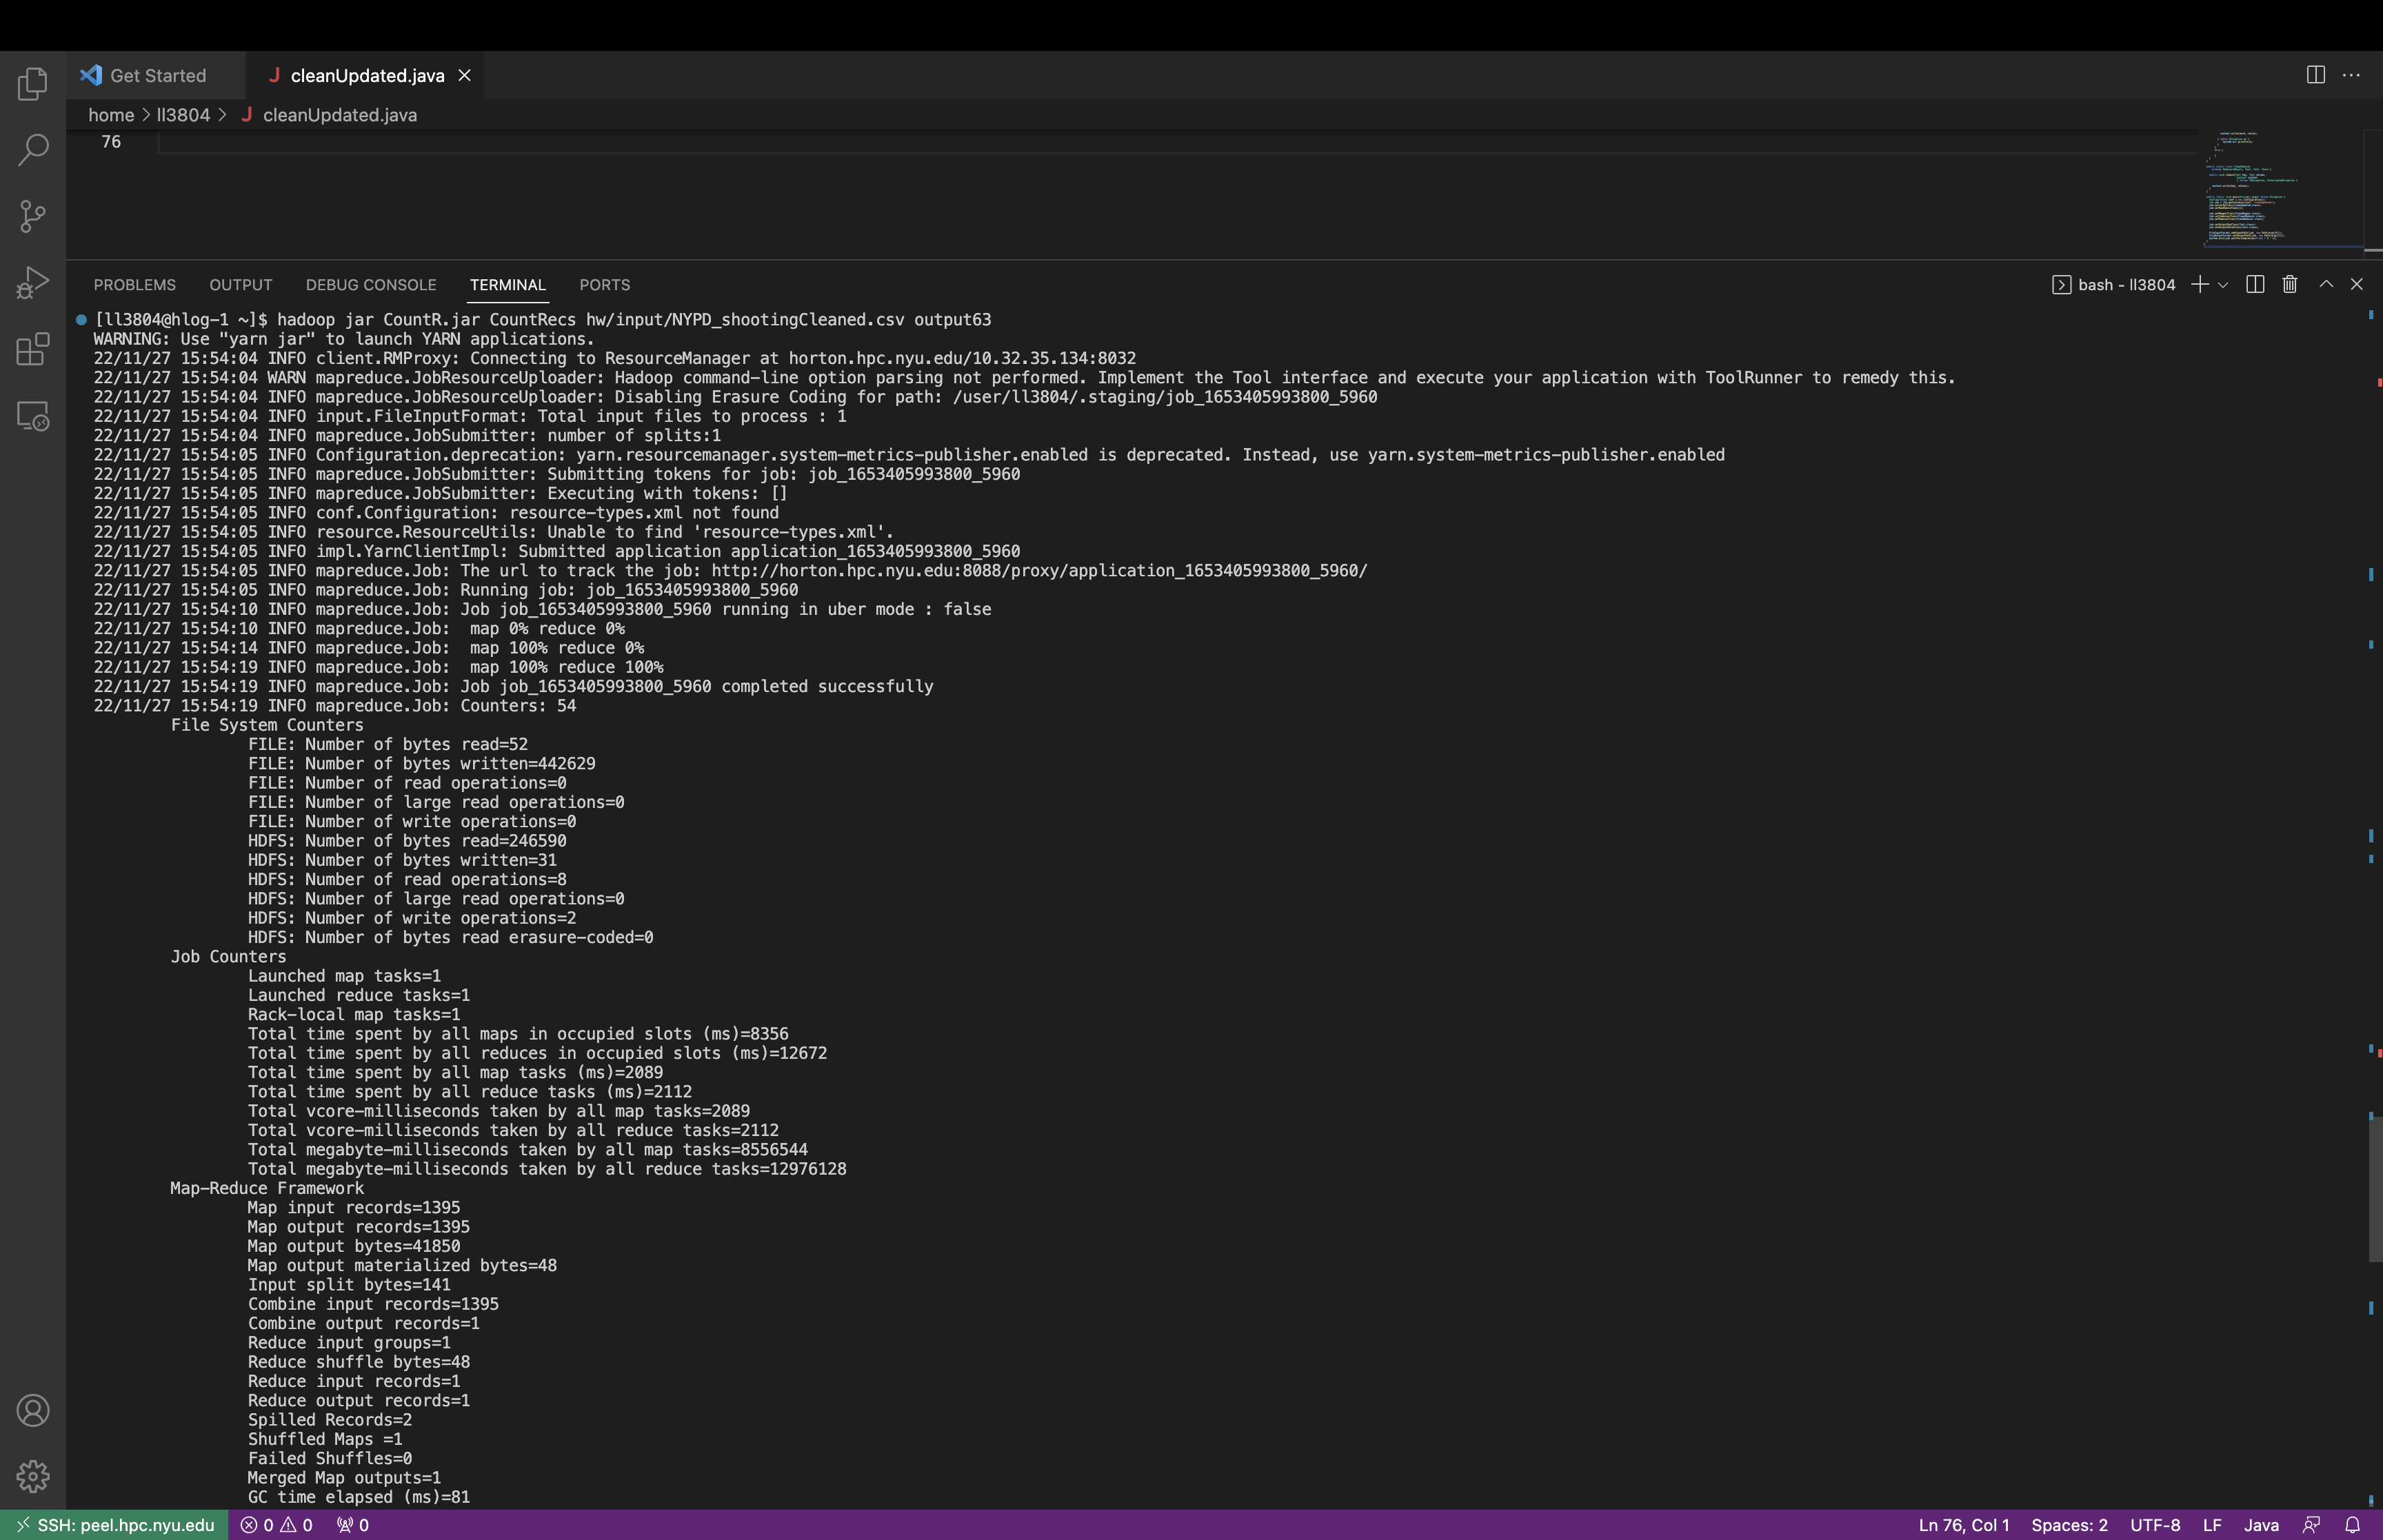 Get Started
cleanUpdated.java
home > ll3804 > cleanUpdated.java
76
PROBLEMS OUTPUT DEBUG CONSOLE TERMINAL PORTS
bash - ll3804
[ll3804@hlog-1 ~]$ hadoop jar CountR.jar CountRecs hw/input/NYPD_shootingCleaned.csv output63
WARNING: Use "yarn jar" to launch YARN applications.
22/11/27 15:54:04 INFO client.RMProxy: Connecting to ResourceManager at horton.hpc.nyu.edu/10.32.35.134:8032
22/11/27 15:54:04 WARN mapreduce.JobResourceUploader: Hadoop command-line option parsing not performed. Implement the Tool interface and execute your application with ToolRunner to remedy this.
22/11/27 15:54:04 INFO mapreduce.JobResourceUploader: Disabling Erasure Coding for path: /user/ll3804/.staging/job_1653405993800_5960
22/11/27 15:54:04 INFO input.FileInputFormat: Total input files to process : 1
22/11/27 15:54:04 INFO mapreduce.JobSubmitter: number of splits:1
22/11/27 15:54:05 INFO Configuration.deprecation: yarn.resourcemanager.system-metrics-publisher.enabled is deprecated. Instead, use yarn.system-metrics-publisher.enabled
22/11/27 15:54:05 INFO mapreduce.JobSubmitter: Submitting tokens for job: job_1653405993800_5960
22/11/27 15:54:05 INFO mapreduce.JobSubmitter: Executing with tokens: []
22/11/27 15:54:05 INFO conf.Configuration: resource-types.xml not found
22/11/27 15:54:05 INFO resource.ResourceUtils: Unable to find 'resource-types.xml'.
22/11/27 15:54:05 INFO impl.YarnClientImpl: Submitted application application_1653405993800_5960
22/11/27 15:54:05 INFO mapreduce.Job: The url to track the job: http://horton.hpc.nyu.edu:8088/proxy/application_1653405993800_5960/
22/11/27 15:54:05 INFO mapreduce.Job: Running job: job_1653405993800_5960
22/11/27 15:54:10 INFO mapreduce.Job: Job job_1653405993800_5960 running in uber mode : false
22/11/27 15:54:10 INFO mapreduce.Job:  map 0% reduce 0%
22/11/27 15:54:14 INFO mapreduce.Job:  map 100% reduce 0%
22/11/27 15:54:19 INFO mapreduce.Job:  map 100% reduce 100%
22/11/27 15:54:19 INFO mapreduce.Job: Job job_1653405993800_5960 completed successfully
22/11/27 15:54:19 INFO mapreduce.Job: Counters: 54
File System Counters
FILE: Number of bytes read=52
FILE: Number of bytes written=442629
FILE: Number of read operations=0
FILE: Number of large read operations=0
FILE: Number of write operations=0
HDFS: Number of bytes read=246590
HDFS: Number of bytes written=31
HDFS: Number of read operations=8
HDFS: Number of large read operations=0
HDFS: Number of write operations=2
HDFS: Number of bytes read erasure-coded=0
Job Counters
Launched map tasks=1
Launched reduce tasks=1
Rack-local map tasks=1
Total time spent by all maps in occupied slots (ms)=8356
Total time spent by all reduces in occupied slots (ms)=12672
Total time spent by all map tasks (ms)=2089
Total time spent by all reduce tasks (ms)=2112
Total vcore-milliseconds taken by all map tasks=2089
Total vcore-milliseconds taken by all reduce tasks=2112
Total megabyte-milliseconds taken by all map tasks=8556544
Total megabyte-milliseconds taken by all reduce tasks=12976128
Map-Reduce Framework
Map input records=1395
Map output records=1395
Map output bytes=41850
Map output materialized bytes=48
Input split bytes=141
Combine input records=1395
Combine output records=1
Reduce input groups=1
Reduce shuffle bytes=48
Reduce input records=1
Reduce output records=1
Spilled Records=2
Shuffled Maps =1
Failed Shuffles=0
Merged Map outputs=1
GC time elapsed (ms)=81
SSH: peel.hpc.nyu.edu 0 0 0 Ln 76, Col 1 Spaces: 2 UTF-8 LF Java